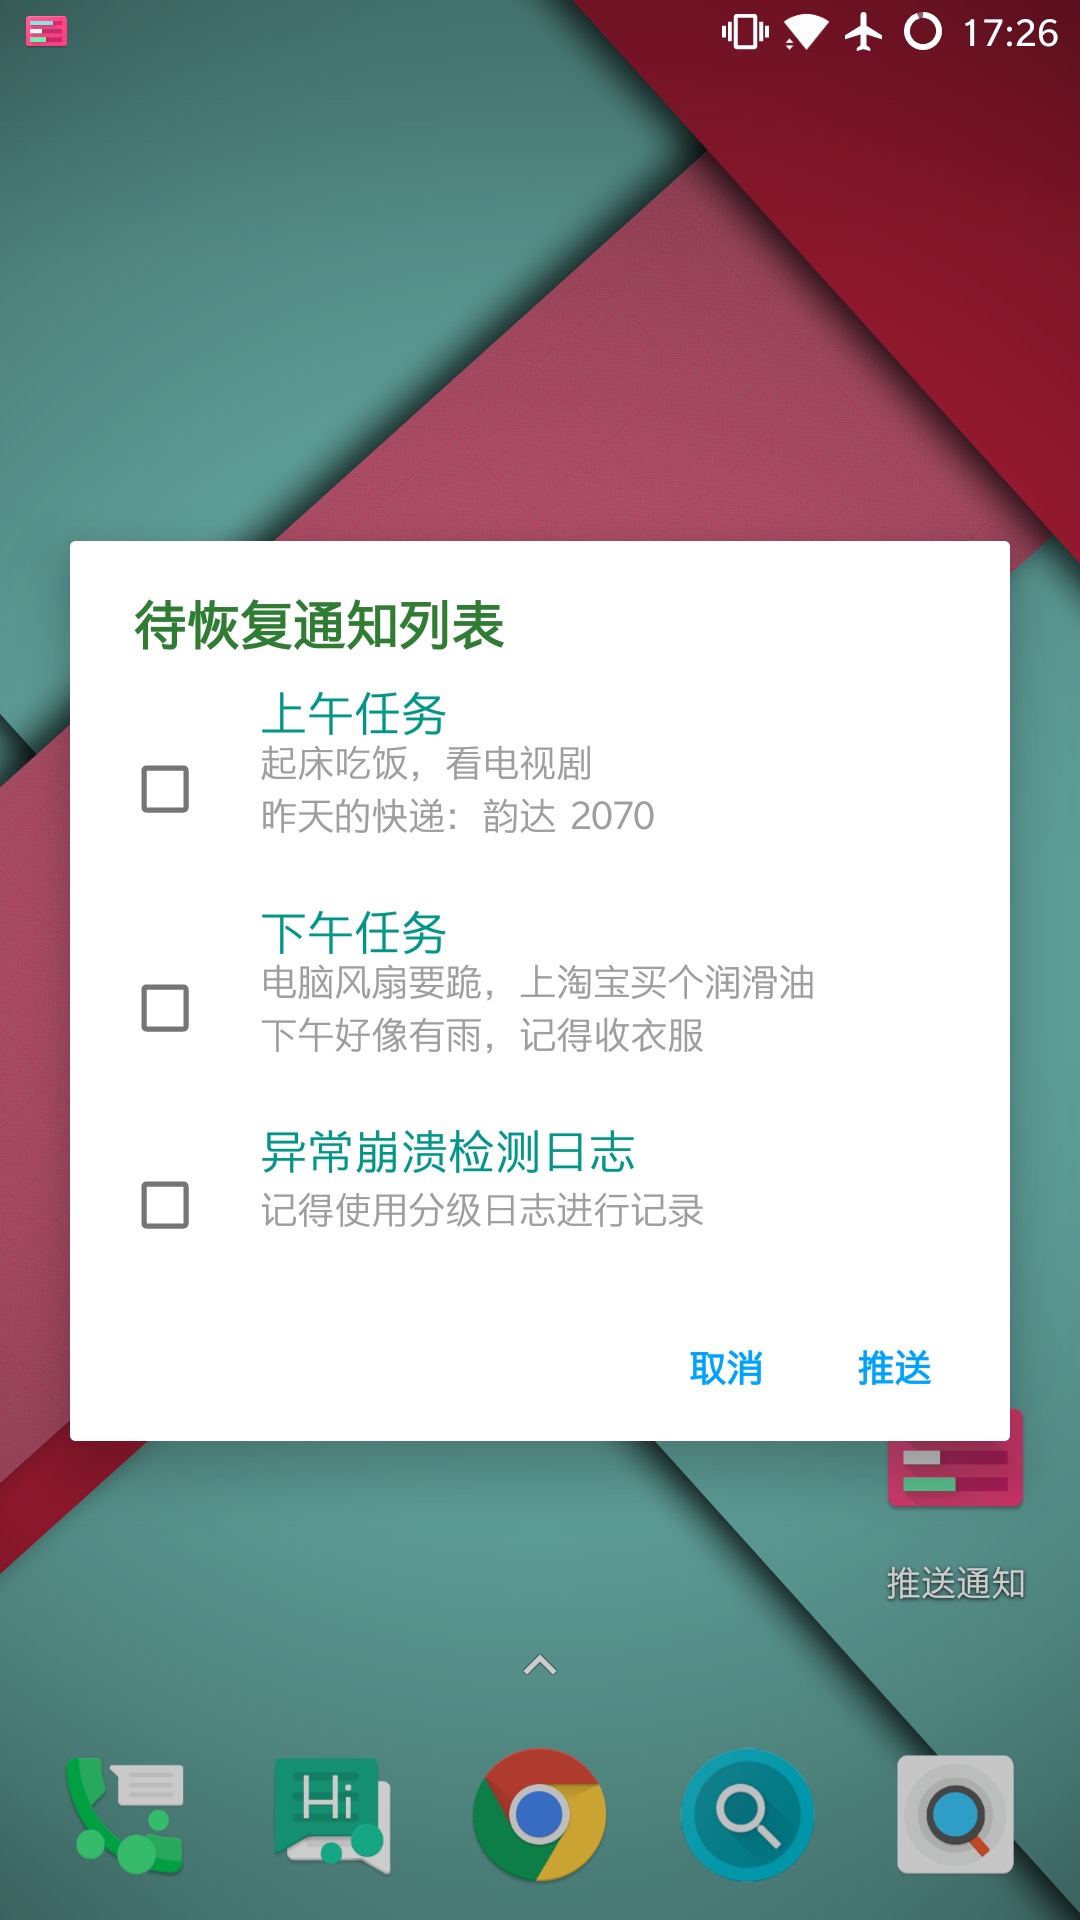 17:26
待恢复通知列表
上午任务
起床吃饭，看电视剧
昨天的快递：韵达 2070
下午任务
电脑风扇要跪，上淘宝买个润滑油
下午好像有雨，记得收衣服
异常崩溃检测日志
记得使用分级日志进行记录
取消 推送
推送通知
Hi